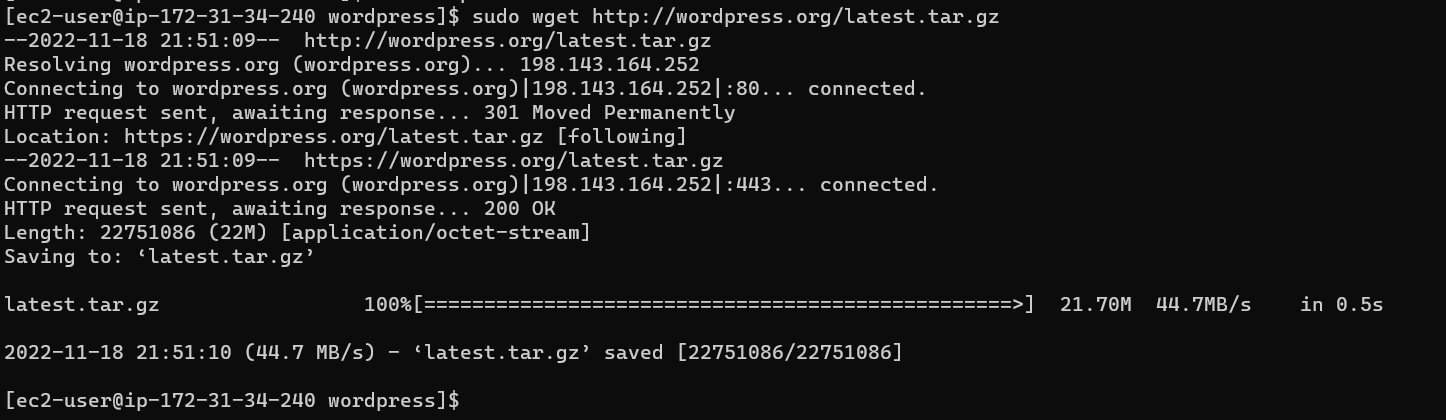 [ec2-user@ip-172-31-34-240 wordpress]$ sudo wget http://wordpress.org/latest.tar.gz
--2022-11-18 21:51:09--  http://wordpress.org/latest.tar.gz
Resolving wordpress.org (wordpress.org)... 198.143.164.252
Connecting to wordpress.org (wordpress.org)|198.143.164.252|:80... connected.
HTTP request sent, awaiting response... 301 Moved Permanently
Location: https://wordpress.org/latest.tar.gz [following]
--2022-11-18 21:51:09--  https://wordpress.org/latest.tar.gz
Connecting to wordpress.org (wordpress.org)|198.143.164.252|:443... connected.
HTTP request sent, awaiting response... 200 OK
Length: 22751086 (22M) [application/octet-stream]
Saving to: ‘latest.tar.gz’
latest.tar.gz                 100%[=================================================>]  21.70M  44.7MB/s    in 0.5s
2022-11-18 21:51:10 (44.7 MB/s) - ‘latest.tar.gz’ saved [22751086/22751086]
[ec2-user@ip-172-31-34-240 wordpress]$